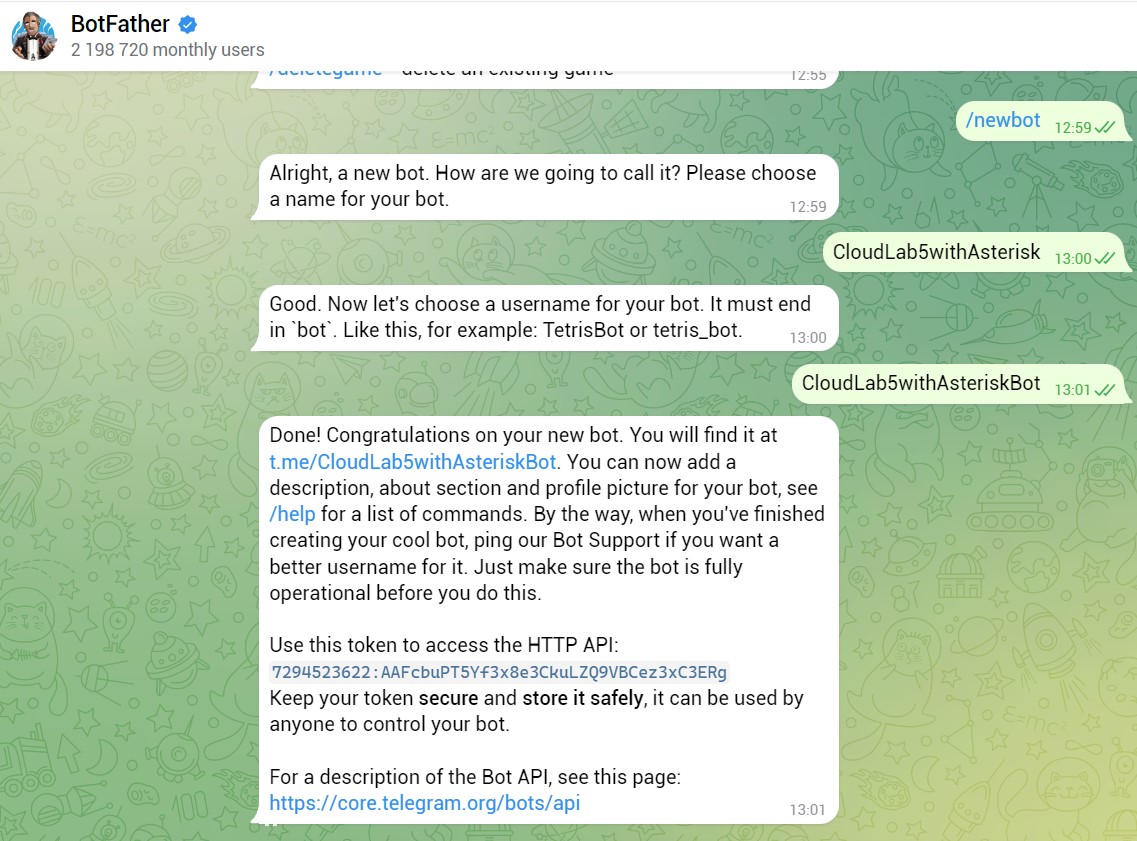 BotFather
2 198 720 monthly users
/deletegame - delete an existing game
12:55
/newbot 12:59
Alright, a new bot. How are we going to call it? Please choose
a name for your bot.
12:59
CloudLab5withAsterisk 13:00
Good. Now let's choose a username for your bot. It must end
in `bot`. Like this, for example: TetrisBot or tetris_bot.
13:00
CloudLab5withAsteriskBot 13:01
Done! Congratulations on your new bot. You will find it at
t.me/CloudLab5withAsteriskBot. You can now add a
description, about section and profile picture for your bot, see
/help for a list of commands. By the way, when you've finished
creating your cool bot, ping our Bot Support if you want a
better username for it. Just make sure the bot is fully
operational before you do this.
Use this token to access the HTTP API:
7294523622:AAFcbuPT5Yf3x8e3CkuLZQ9VBCez3xC3ERg
Keep your token secure and store it safely, it can be used by
anyone to control your bot.
For a description of the Bot API, see this page:
https://core.telegram.org/bots/api
13:01